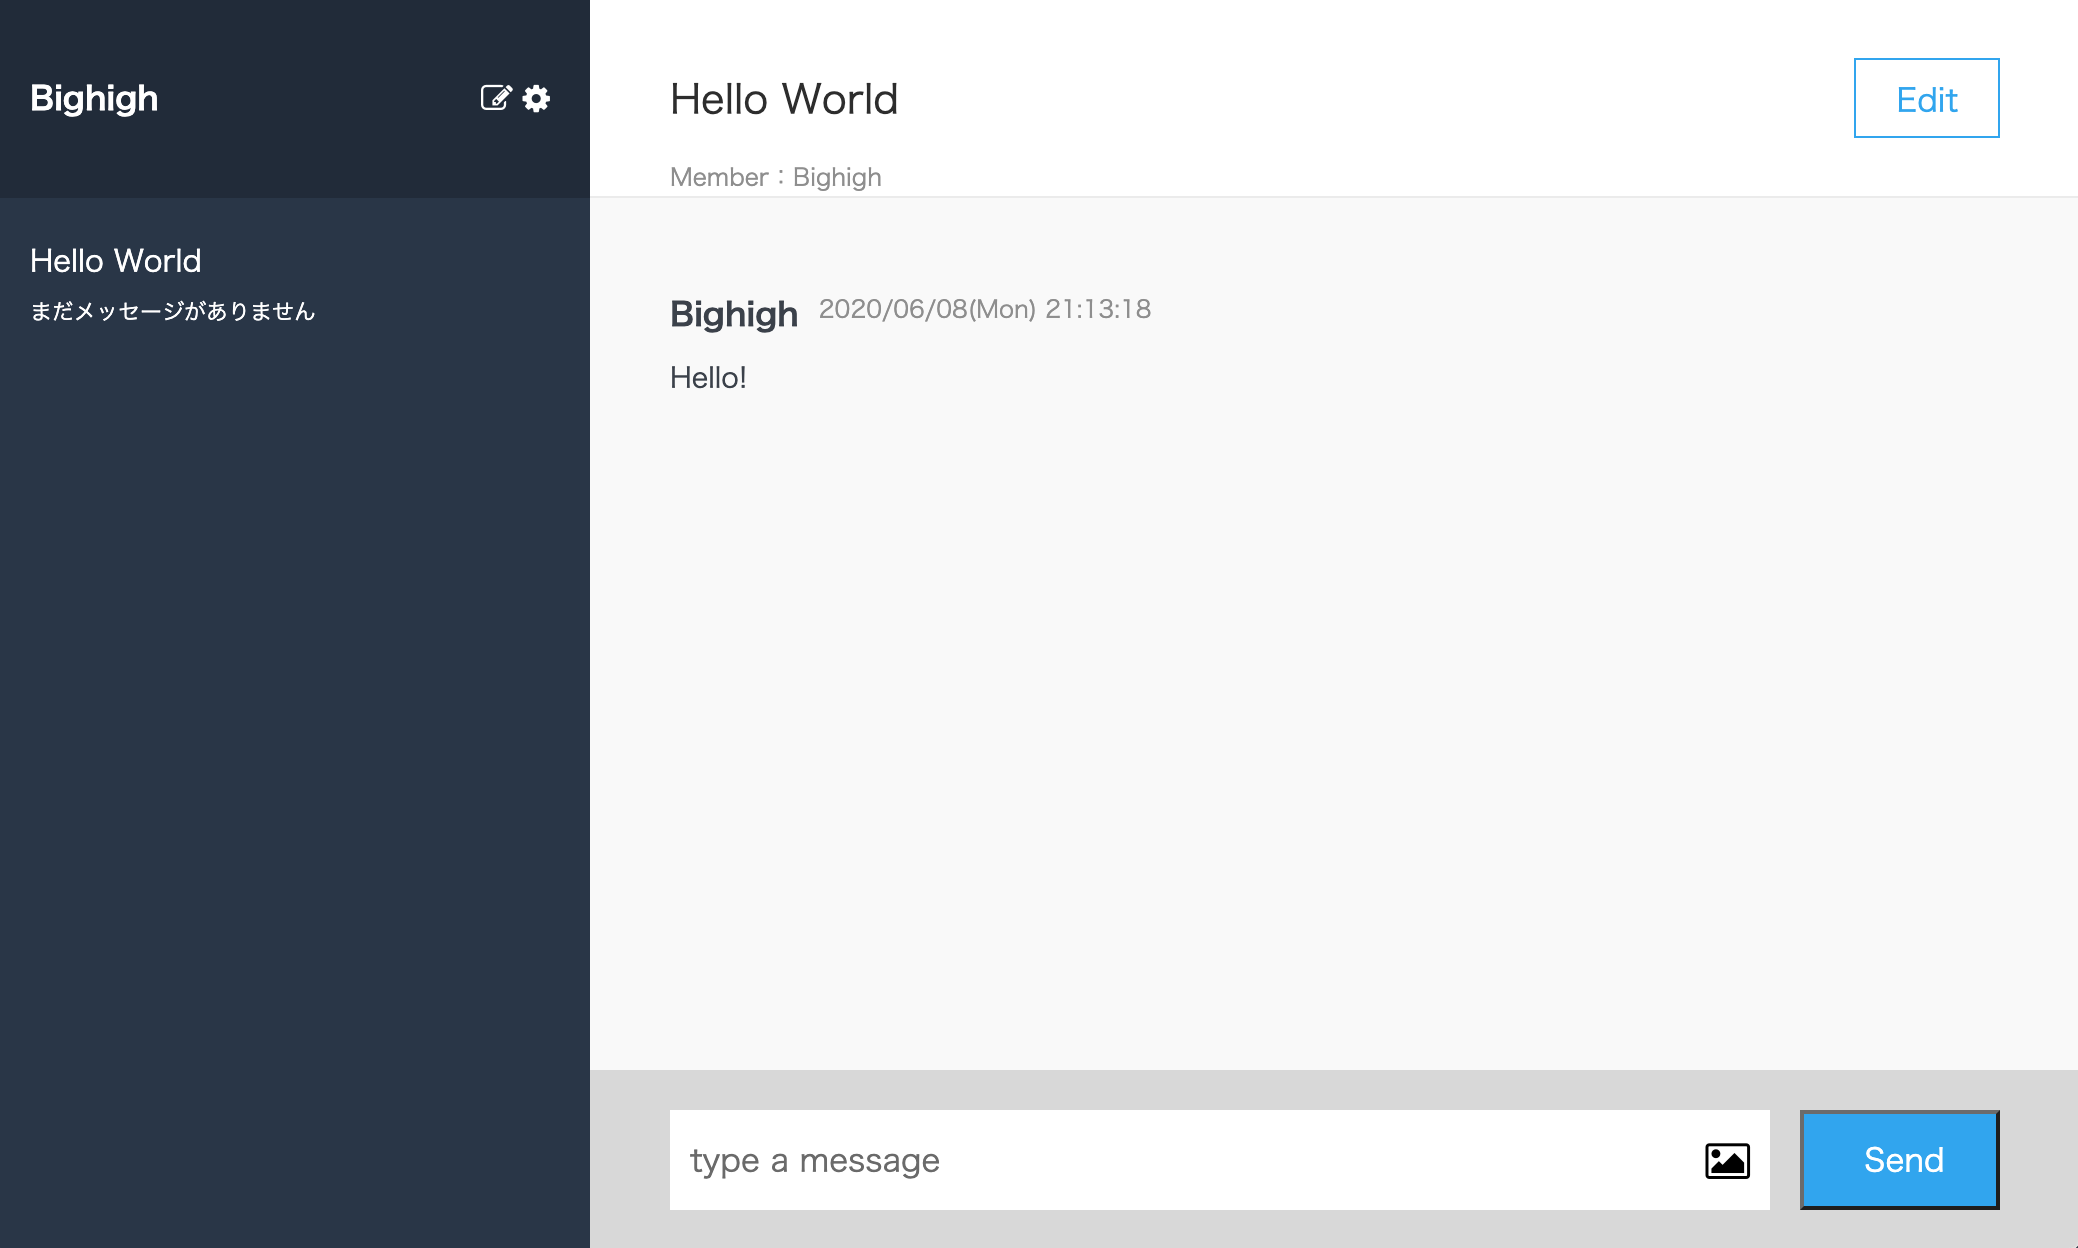 Bighigh
Hello World
まだメッセージがありません
Hello World
Edit
Member：Bighigh
Bighigh 2020/06/08(Mon) 21:13:18
Hello!
type a message
Send